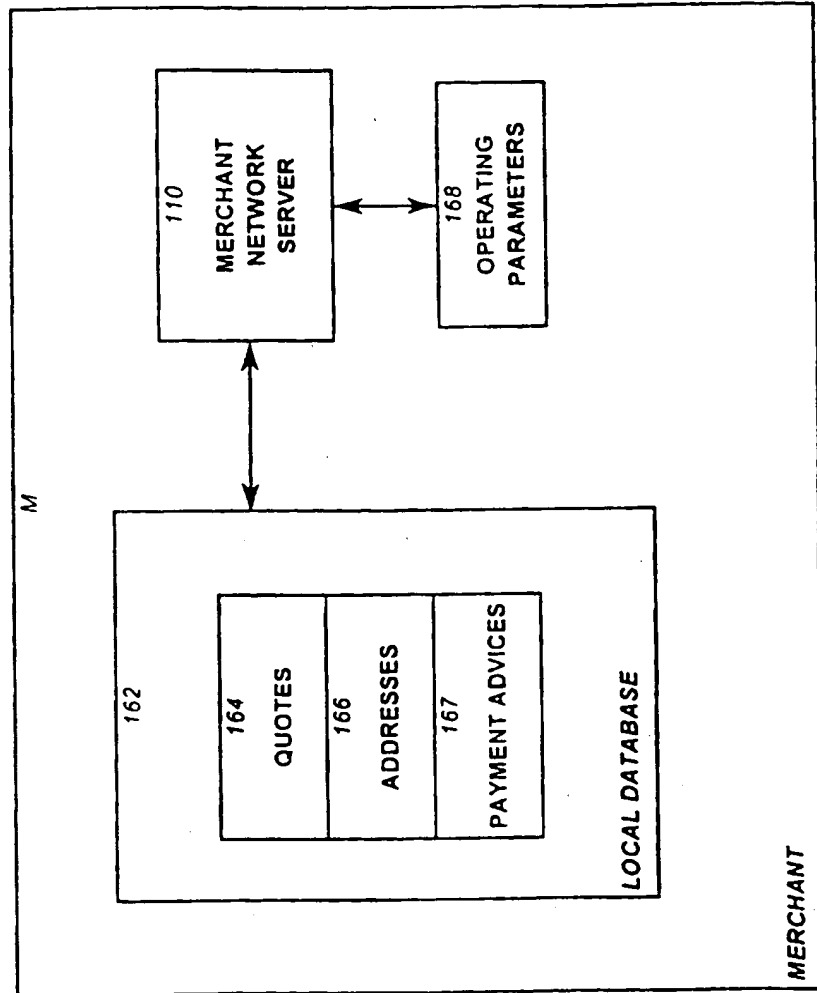 M
162
164
QUOTES
166
ADDRESSES
167
PAYMENT ADVICES
LOCAL DATABASE
110
MERCHANT
NETWORK
SERVER
168
OPERATING
PARAMETERS
MERCHANT